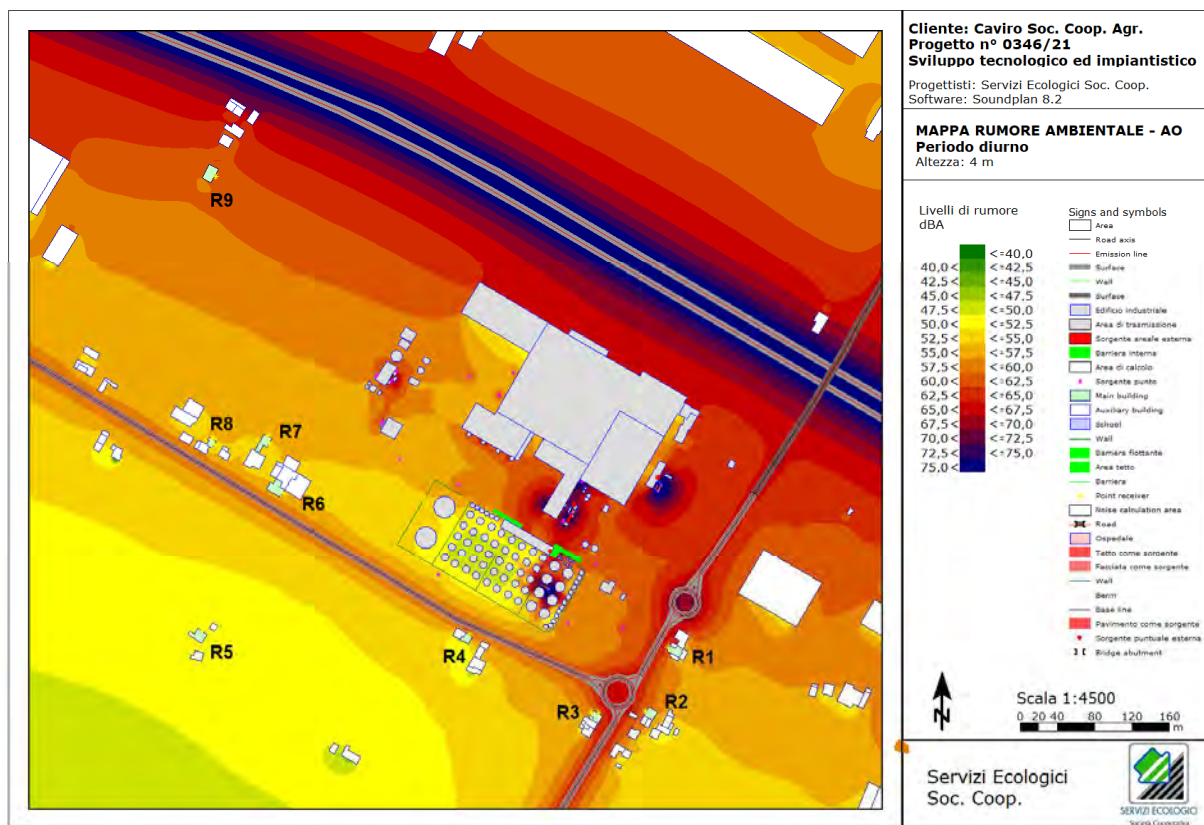 Cliente: Caviro Soc. Coop. Agr.
Progetto n° 0346/21
Sviluppo tecnologico ed impiantistico
Progettisti: Servizi Ecologici Soc. Coop.
Software: Soundplan 8.2
MAPPA RUMORE AMBIENTALE - AO
Periodo diurno
Altezza: 4 m
Livelli di rumore
dBA
<=40,0
40,0< <=42,5
42,5< <=45,0
45,0< <=47,5
47,5< <=50,0
50,0< <=52,5
52,5< <=55,0
55,0< <=57,5
57,5< <=60,0
60,0< <=62,5
62,5< <=65,0
65,0< <=67,5
67,5< <=70,0
70,0< <=72,5
72,5< <=75,0
75,0<
Signs and symbols
Area
Road axis
Emission line
Surface
Wall
Surface
Edificio industriale
Area di trasmissione
Sorgente areale esterna
Barriera interna
Area di calcolo
Sorgente punto
Main building
Auxiliary building
School
Wall
Barriera flottante
Area tetto
Barriera
Point receiver
Noise calculation area
Road
Ospedale
Tetto come sorgente
Facciata come sorgente
Wall
Berm
Base line
Pavimento come sorgente
Sorgente puntuale esterna
Bridge abutment
R9
R8
R7
R6
R5
R4
R1
R3
R2
N
Scala 1:4500
0 20 40 80 120 160
m
Servizi Ecologici
Soc. Coop.
SERVIZI ECOLOGICI
Società Cooperativa